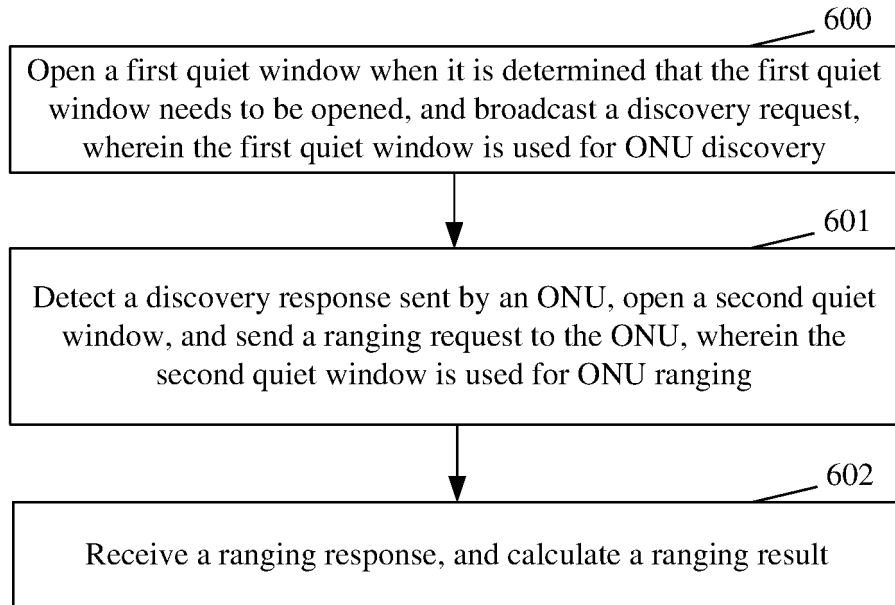 600
Open a first quiet window when it is determined that the first quiet
window needs to be opened, and broadcast a discovery request,
wherein the first quiet window is used for ONU discovery
601
Detect a discovery response sent by an ONU, open a second quiet
window, and send a ranging request to the ONU, wherein the
second quiet window is used for ONU ranging
602
Receive a ranging response, and calculate a ranging result